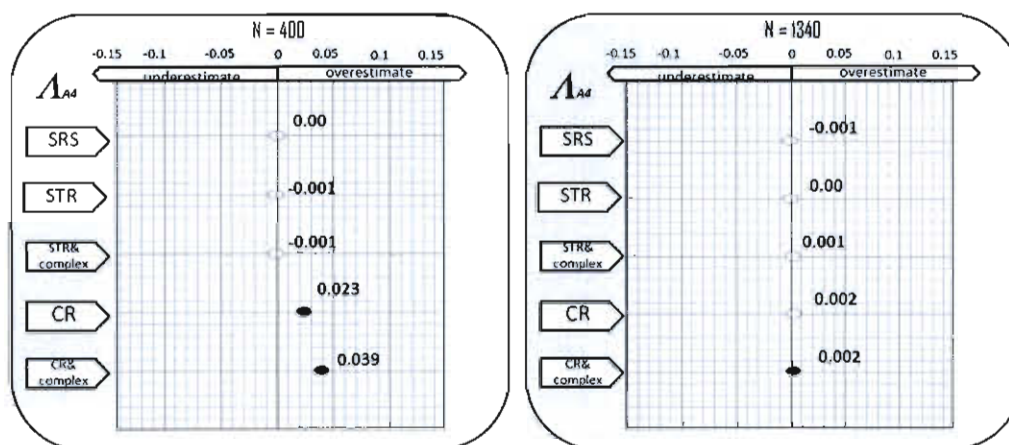 N = 400
-0.15 -0.1 -0.05 0 0.05 0.1 0.15
underestimate overestimate
Λ A4
SRS 0.00
STR -0.001
STR& complex -0.001
CR 0.023
CR& complex 0.039
N = 1340
-0.15 -0.1 -0.05 0 0.05 0.1 0.15
underestimate overestimate
Λ A4
SRS -0.001
STR 0.00
STR& complex 0.001
CR 0.002
CR& complex 0.002